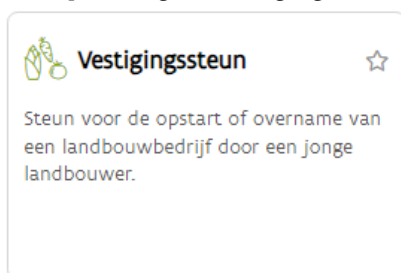 Vestigingssteun
Steun voor de opstart of overname van
een landbouwbedrijf door een jonge
landbouwer.